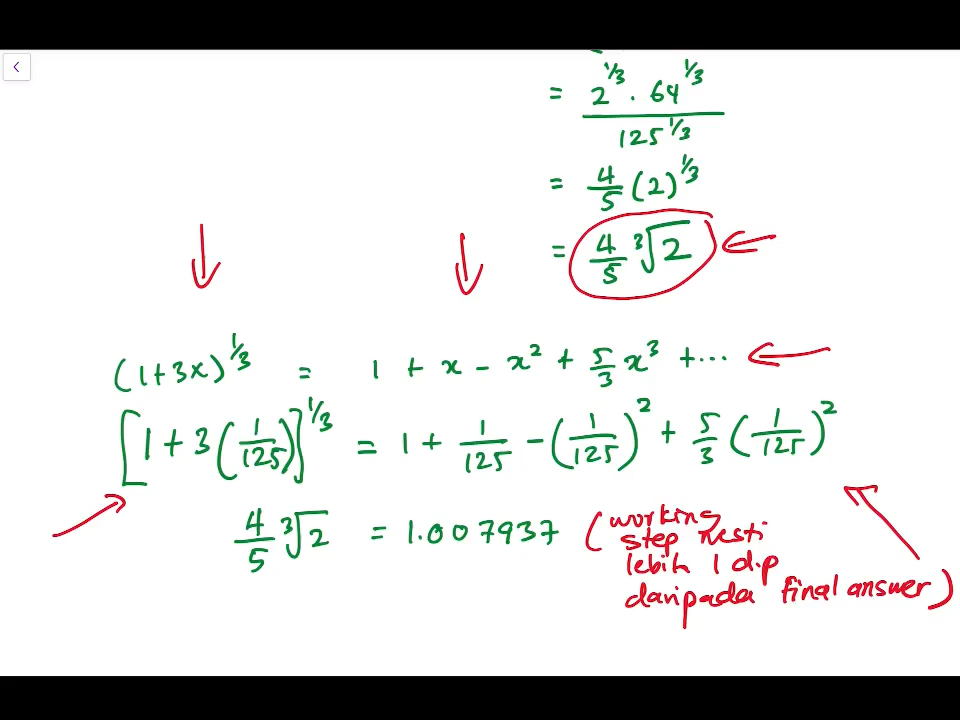 = 2^{1/3} · 64^{1/3} / 125^{1/3}
= 4/5 (2)^{1/3}
= 4/5 ∛2
(1+3x)^{1/3} = 1 + x − x² + 5/3 x³ + ...
[1 + 3(1/125)]^{1/3} = 1 + 1/125 − (1/125)² + 5/3 (1/125)²
4/5 ∛2 = 1.007937 (working
step mesti
lebih 1 d.p
daripada final answer)